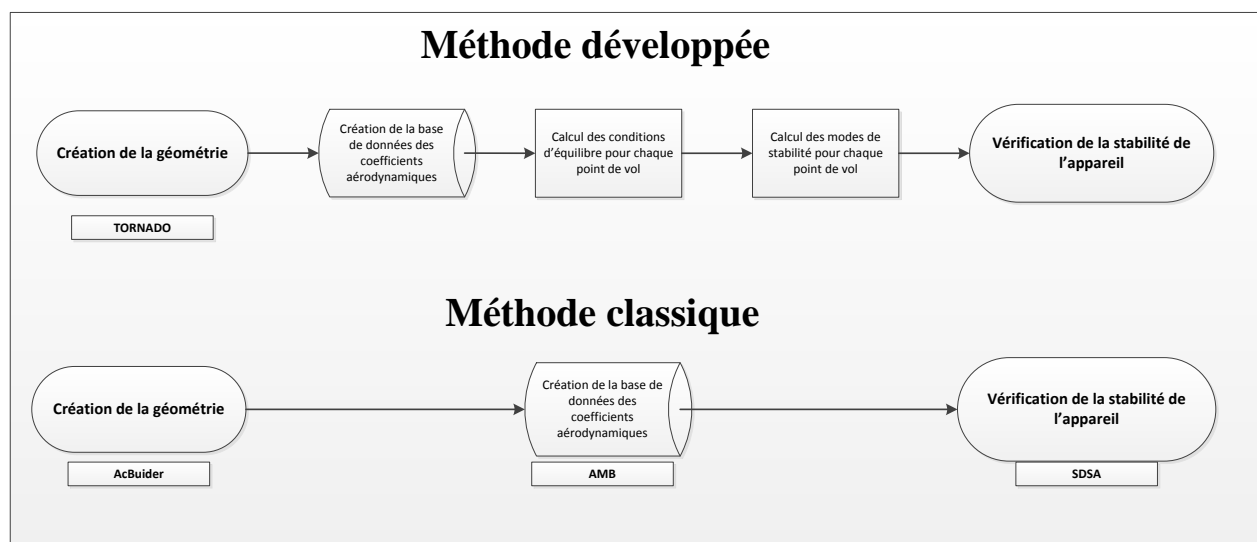 Méthode développée
Création de la géométrie
Création de la base
de données des
coefficients
aérodynamiques
Calcul des conditions
d'équilibre pour chaque
point de vol
Calcul des modes de
stabilité pour chaque
point de vol
Vérification de la stabilité de
l'appareil
TORNADO
Méthode classique
Création de la géométrie
Création de la base de
données des
coefficients
aérodynamiques
Vérification de la stabilité de
l'appareil
AcBuider
AMB
SDSA